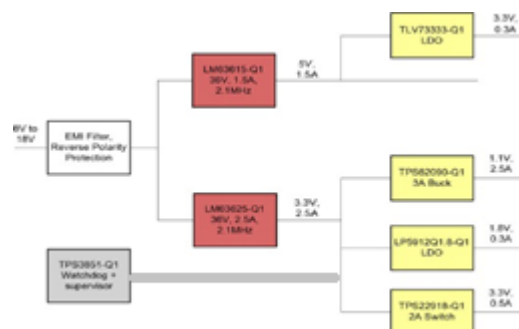 TLV73333-Q1
LDO
3.3V,
0.3A
LM63615-Q1
36V, 1.5A,
2.1MHz
5V,
1.5A
6V to
18V
EMI Filter,
Reverse Polarity
Protection
TPS62090-Q1
3A Buck
1.1V,
2.5A
LM63625-Q1
36V, 2.5A,
2.1MHz
3.3V,
2.5A
LP5912Q1.8-Q1
LDO
1.8V,
0.3A
TPS3851-Q1
Watchdog +
supervisor
TPS22918-Q1
2A Switch
3.3V,
0.5A